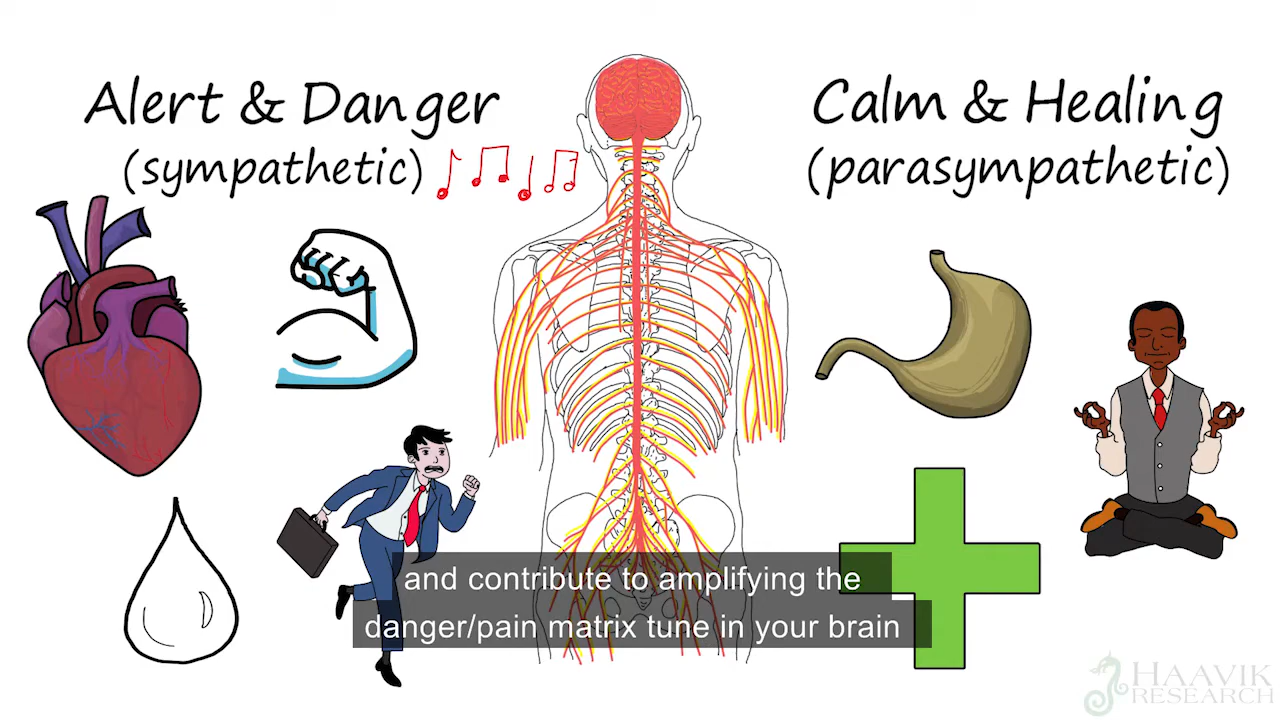 Alert & Danger
(sympathetic)
Calm & Healing
(parasympathetic)
and contribute to amplifying the
danger/pain matrix tune in your brain
HAAVIK
RESEARCH